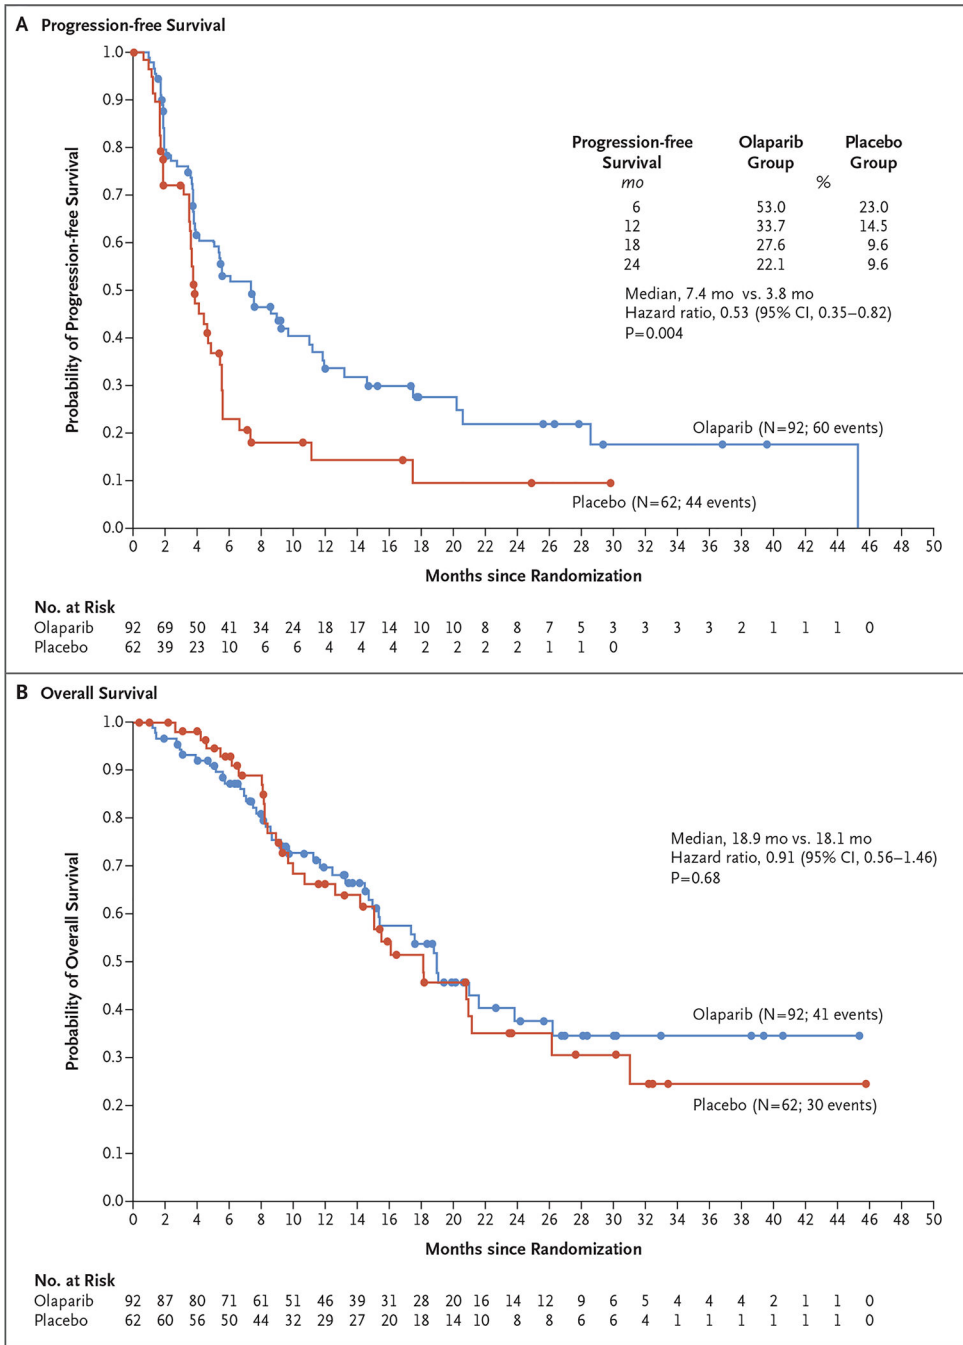 A Progression-free Survival
1.0
0.9
0.8
0.7
0.6
0.5
0.4
0.3
0.2
0.1
0.0
Probability of Progression-free Survival
Progression-free Survival Olaparib Group Placebo Group
mo %
6 53.0 23.0
12 33.7 14.5
18 27.6 9.6
24 22.1 9.6
Median, 7.4 mo vs. 3.8 mo
Hazard ratio, 0.53 (95% CI, 0.35–0.82)
P=0.004
Olaparib (N=92; 60 events)
Placebo (N=62; 44 events)
0 2 4 6 8 10 12 14 16 18 20 22 24 26 28 30 32 34 36 38 40 42 44 46 48 50
Months since Randomization
No. at Risk
Olaparib 92 69 50 41 34 24 18 17 14 10 10 8 8 7 5 3 3 3 3 2 1 1 1 0
Placebo 62 39 23 10 6 6 4 4 4 2 2 2 2 1 1 0
B Overall Survival
1.0
0.9
0.8
0.7
0.6
0.5
0.4
0.3
0.2
0.1
0.0
Probability of Overall Survival
Median, 18.9 mo vs. 18.1 mo
Hazard ratio, 0.91 (95% CI, 0.56–1.46)
P=0.68
Olaparib (N=92; 41 events)
Placebo (N=62; 30 events)
0 2 4 6 8 10 12 14 16 18 20 22 24 26 28 30 32 34 36 38 40 42 44 46 48 50
Months since Randomization
No. at Risk
Olaparib 92 87 80 71 61 51 46 39 31 28 20 16 14 12 9 6 5 4 4 4 2 1 1 0
Placebo 62 60 56 50 44 32 29 27 20 18 14 10 8 8 6 6 4 1 1 1 1 1 1 0